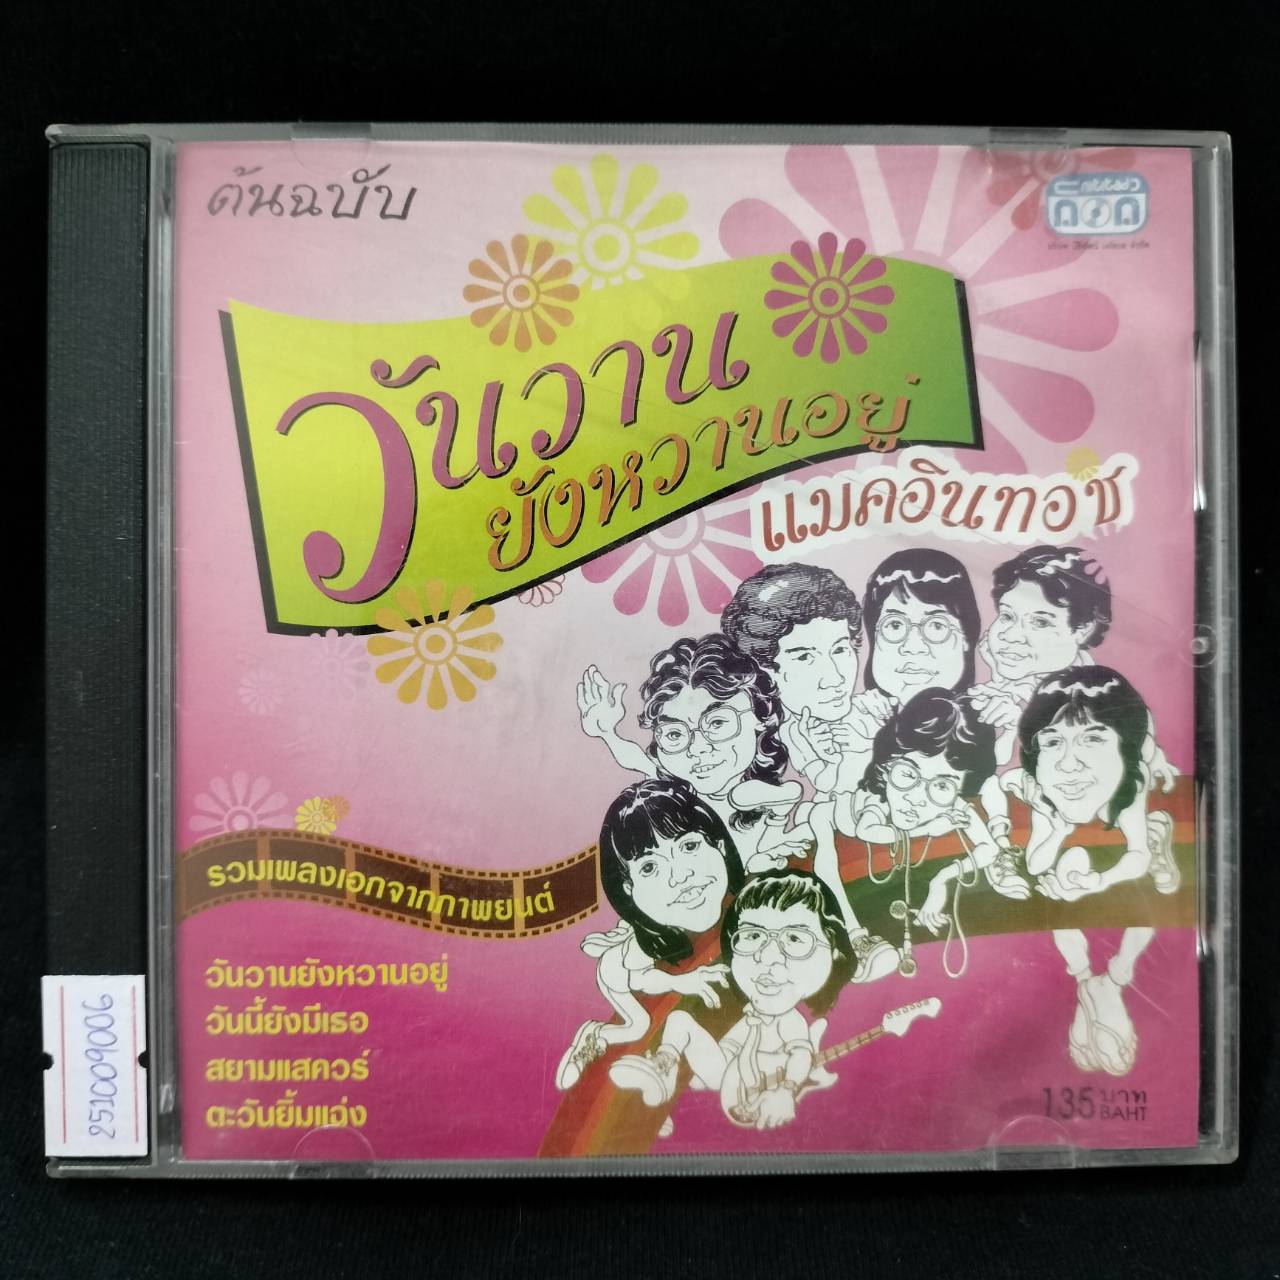 ต้นฉบับ
วันวาน
ยังหวานอยู่
แมคอินทอช
รวมเพลงเอกจากภาพยนต์
วันวานยังหวานอยู่
วันนี้ยังมีเธอ
สยามแสควร์
ตะวันยิ้มแฉ่ง
135 บาท
BAHT
251009006